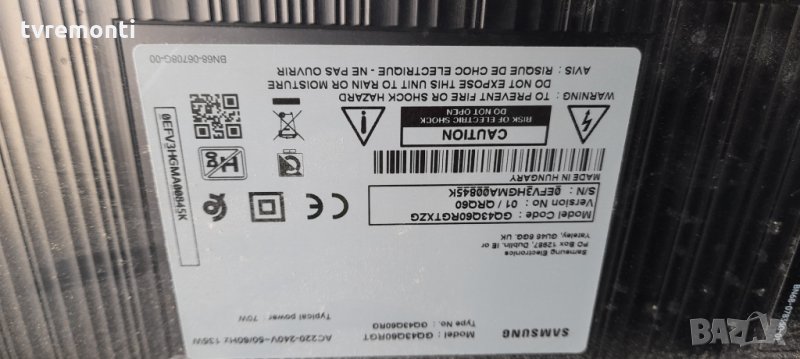 tvremonti
SAMSUNG
Model : GQ43Q60RGT
Type No. : GQ43Q60RG
AC220-240V~50/60Hz 135W
Typical power 70W
Samsung Electronics
PO Box 12987, Dublin. IE or
Yateley, GU46 6GG. UK
Model Code : GQ43Q60RGTXZG
Version No : 01 / QRQ60
S/N : 0EFV3HGMA00845K
MADE IN HUNGARY
0EFV3HGMA00845K
CAUTION
RISK OF ELECTRIC SHOCK
DO NOT OPEN
WARNING : TO PREVENT FIRE OR SHOCK HAZARD
DO NOT EXPOSE THIS UNIT TO RAIN OR MOISTURE
AVIS : RISQUE DE CHOC ELECTRIQUE - NE PAS OUVRIR
BN68-06708G-00
BAZAR